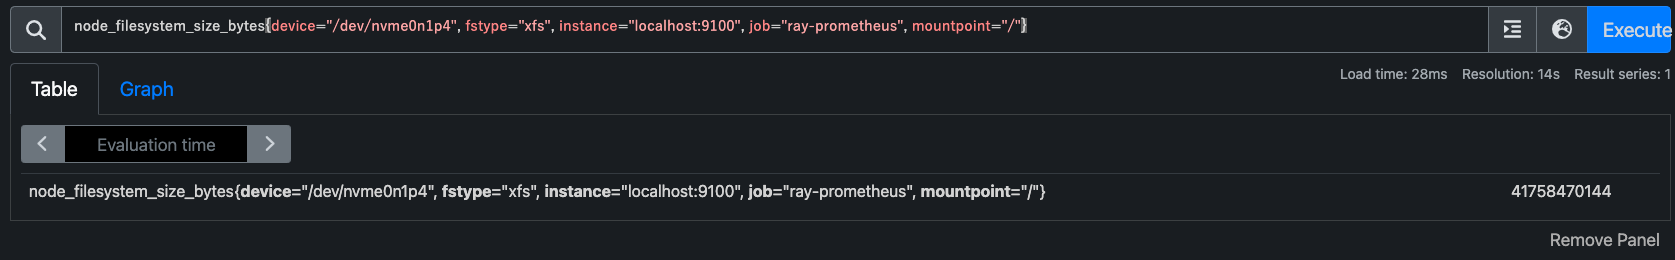 node_filesystem_size_bytes{device="/dev/nvme0n1p4", fstype="xfs", instance="localhost:9100", job="ray-prometheus", mountpoint="/"}
Execute
Load time: 28ms Resolution: 14s Result series: 1
Table Graph
Evaluation time
node_filesystem_size_bytes{device="/dev/nvme0n1p4", fstype="xfs", instance="localhost:9100", job="ray-prometheus", mountpoint="/"} 41758470144
Remove Panel